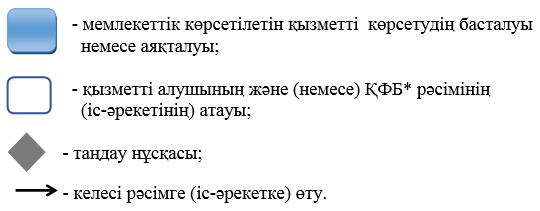 - мемлекеттік көрсетілетін қызметті көрсетудің басталуы
немесе аяқталуы;
- қызметті алушының және (немесе) ҚФБ* рәсімінің
(іс-әрекетінің) атауы;
- таңдау нұсқасы;
- келесі рәсімге (іс-әрекетке) өту.